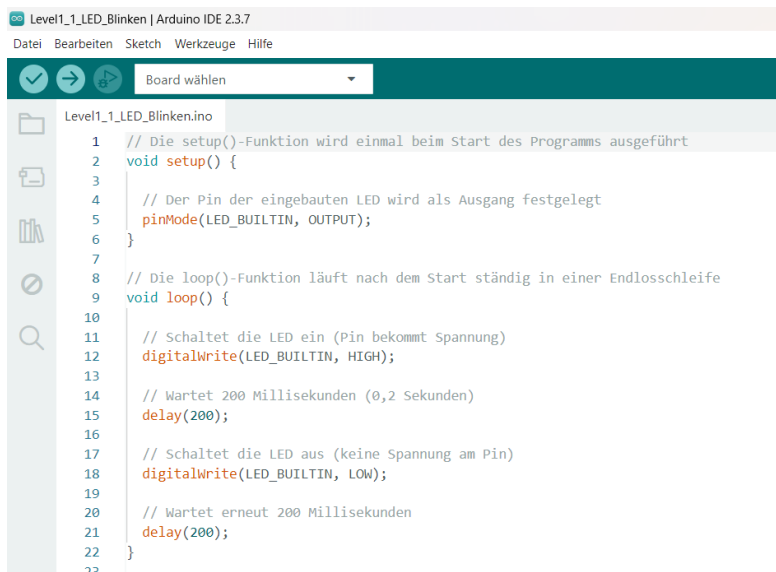 Level1_1_LED_Blinken | Arduino IDE 2.3.7
Datei Bearbeiten Sketch Werkzeuge Hilfe
Board wählen
Level1_1_LED_Blinken.ino
1 // Die setup()-Funktion wird einmal beim Start des Programms ausgeführt
2 void setup() {
3
4 // Der Pin der eingebauten LED wird als Ausgang festgelegt
5 pinMode(LED_BUILTIN, OUTPUT);
6 }
7
8 // Die loop()-Funktion läuft nach dem Start ständig in einer Endlosschleife
9 void loop() {
10
11 // Schaltet die LED ein (Pin bekommt Spannung)
12 digitalWrite(LED_BUILTIN, HIGH);
13
14 // Wartet 200 Millisekunden (0,2 Sekunden)
15 delay(200);
16
17 // Schaltet die LED aus (keine Spannung am Pin)
18 digitalWrite(LED_BUILTIN, LOW);
19
20 // Wartet erneut 200 Millisekunden
21 delay(200);
22 }
23